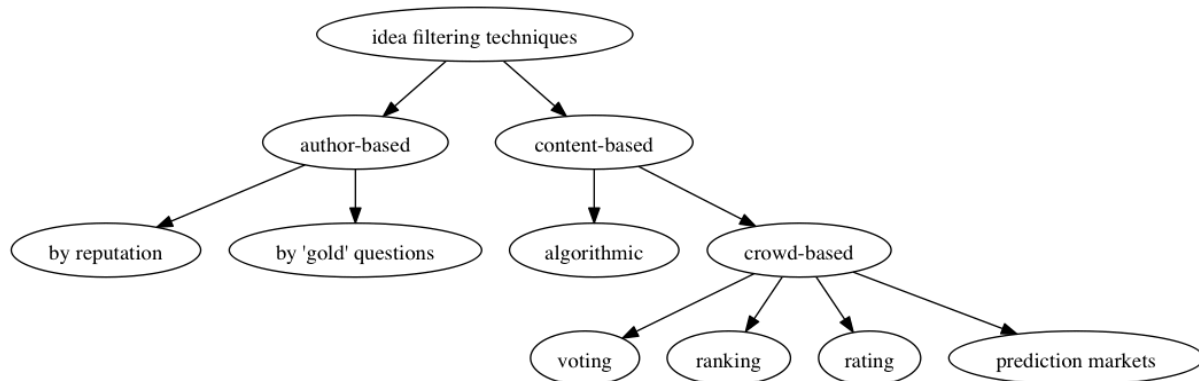 idea filtering techniques
author-based
content-based
by reputation
by 'gold' questions
algorithmic
crowd-based
voting
ranking
rating
prediction markets